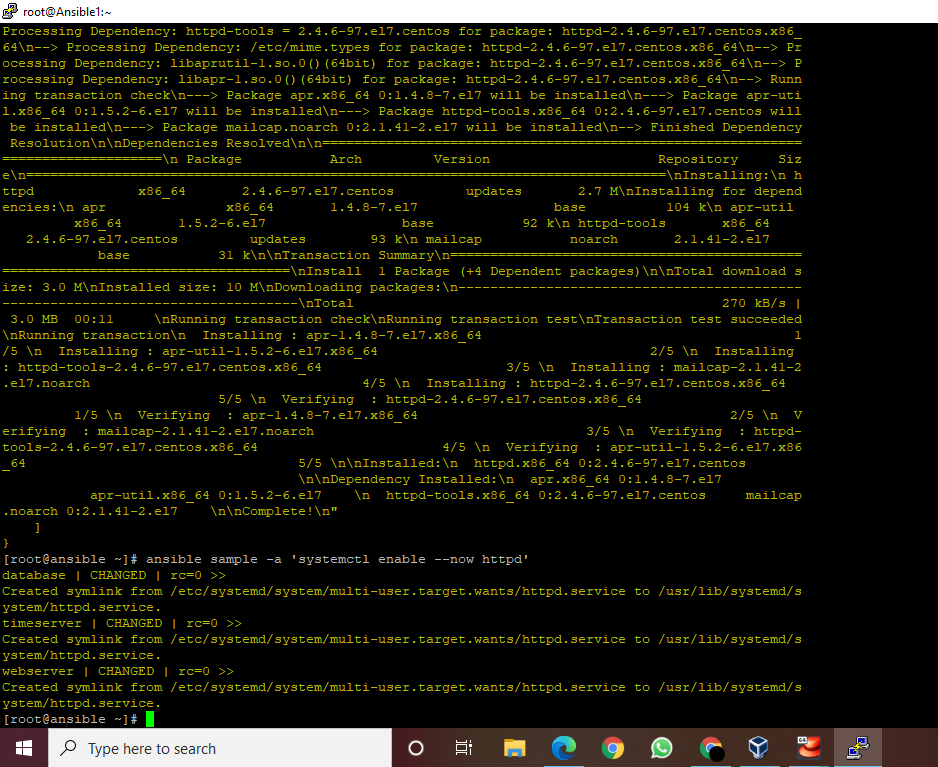 root@Ansible1:~
Processing Dependency: httpd-tools = 2.4.6-97.el7.centos for package: httpd-2.4.6-97.el7.centos.x86_
64\n--> Processing Dependency: /etc/mime.types for package: httpd-2.4.6-97.el7.centos.x86_64\n--> Pr
ocessing Dependency: libaprutil-1.so.0()(64bit) for package: httpd-2.4.6-97.el7.centos.x86_64\n--> P
rocessing Dependency: libapr-1.so.0()(64bit) for package: httpd-2.4.6-97.el7.centos.x86_64\n--> Runn
ing transaction check\n---> Package apr.x86_64 0:1.4.8-7.el7 will be installed\n---> Package apr-uti
l.x86_64 0:1.5.2-6.el7 will be installed\n---> Package httpd-tools.x86_64 0:2.4.6-97.el7.centos will
 be installed\n---> Package mailcap.noarch 0:2.1.41-2.el7 will be installed\n--> Finished Dependency
 Resolution\n\nDependencies Resolved\n\n============================================================
====================\n Package           Arch         Version                     Repository     Siz
e\n================================================================================\nInstalling:\n h
ttpd             x86_64       2.4.6-97.el7.centos         updates       2.7 M\nInstalling for depend
encies:\n apr               x86_64       1.4.8-7.el7                 base          104 k\n apr-util
         x86_64       1.5.2-6.el7                 base           92 k\n httpd-tools       x86_64
   2.4.6-97.el7.centos         updates        93 k\n mailcap           noarch       2.1.41-2.el7
            base           31 k\n\nTransaction Summary\n============================================
====================================\nInstall  1 Package (+4 Dependent packages)\n\nTotal download s
ize: 3.0 M\nInstalled size: 10 M\nDownloading packages:\n-------------------------------------------
-------------------------------------\nTotal                                              270 kB/s |
 3.0 MB  00:11     \nRunning transaction check\nRunning transaction test\nTransaction test succeeded
\nRunning transaction\n  Installing : apr-1.4.8-7.el7.x86_64                                       1
/5 \n  Installing : apr-util-1.5.2-6.el7.x86_64                                  2/5 \n  Installing
: httpd-tools-2.4.6-97.el7.centos.x86_64                       3/5 \n  Installing : mailcap-2.1.41-2
.el7.noarch                                  4/5 \n  Installing : httpd-2.4.6-97.el7.centos.x86_64
                           5/5 \n  Verifying  : httpd-2.4.6-97.el7.centos.x86_64
         1/5 \n  Verifying  : apr-1.4.8-7.el7.x86_64                                       2/5 \n  V
erifying  : mailcap-2.1.41-2.el7.noarch                                  3/5 \n  Verifying  : httpd-
tools-2.4.6-97.el7.centos.x86_64                       4/5 \n  Verifying  : apr-util-1.5.2-6.el7.x86
_64                                  5/5 \n\nInstalled:\n  httpd.x86_64 0:2.4.6-97.el7.centos
                                     \n\nDependency Installed:\n  apr.x86_64 0:1.4.8-7.el7
           apr-util.x86_64 0:1.5.2-6.el7    \n  httpd-tools.x86_64 0:2.4.6-97.el7.centos     mailcap
.noarch 0:2.1.41-2.el7    \n\nComplete!\n"
    ]
}
[root@ansible ~]# ansible sample -a 'systemctl enable --now httpd'
database | CHANGED | rc=0 >>
Created symlink from /etc/systemd/system/multi-user.target.wants/httpd.service to /usr/lib/systemd/s
ystem/httpd.service.
timeserver | CHANGED | rc=0 >>
Created symlink from /etc/systemd/system/multi-user.target.wants/httpd.service to /usr/lib/systemd/s
ystem/httpd.service.
webserver | CHANGED | rc=0 >>
Created symlink from /etc/systemd/system/multi-user.target.wants/httpd.service to /usr/lib/systemd/s
ystem/httpd.service.
[root@ansible ~]#
Type here to search
64